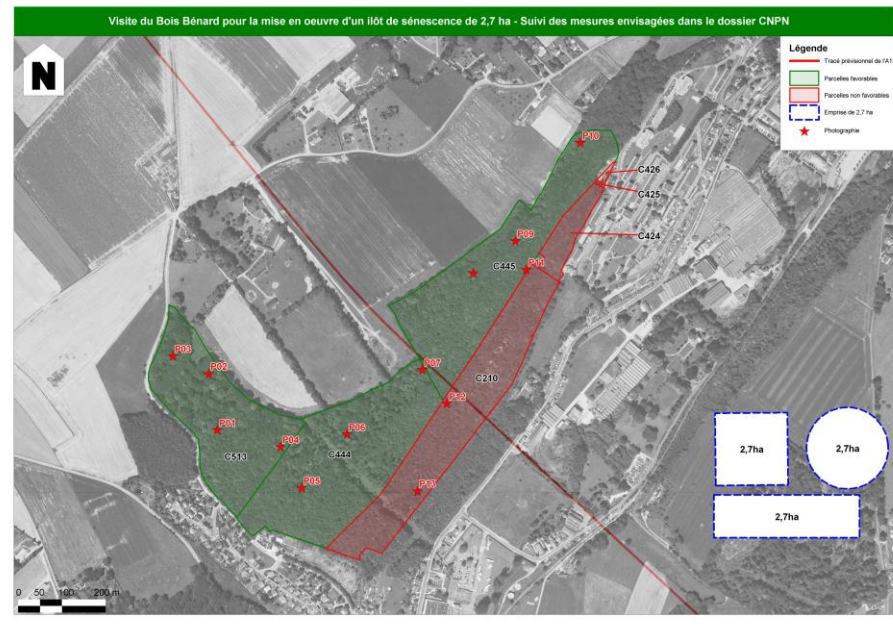 Visite du Bois Bénard pour la mise en oeuvre d'un ilôt de sénescence de 2,7 ha - Suivi des mesures envisagées dans le dossier CNPN
N
Légende
Tracé prévisionnel de l'A1
Parcelles favorables
Parcelles non favorables
Emprise de 2,7 ha
Photographie
P10
C426
C425
C424
P09
C445
P11
P03
P02
P07
C210
P12
P01
P04
P06
C513
C444
P05
P13
2,7ha
2,7ha
2,7ha
0 50 100 200 m